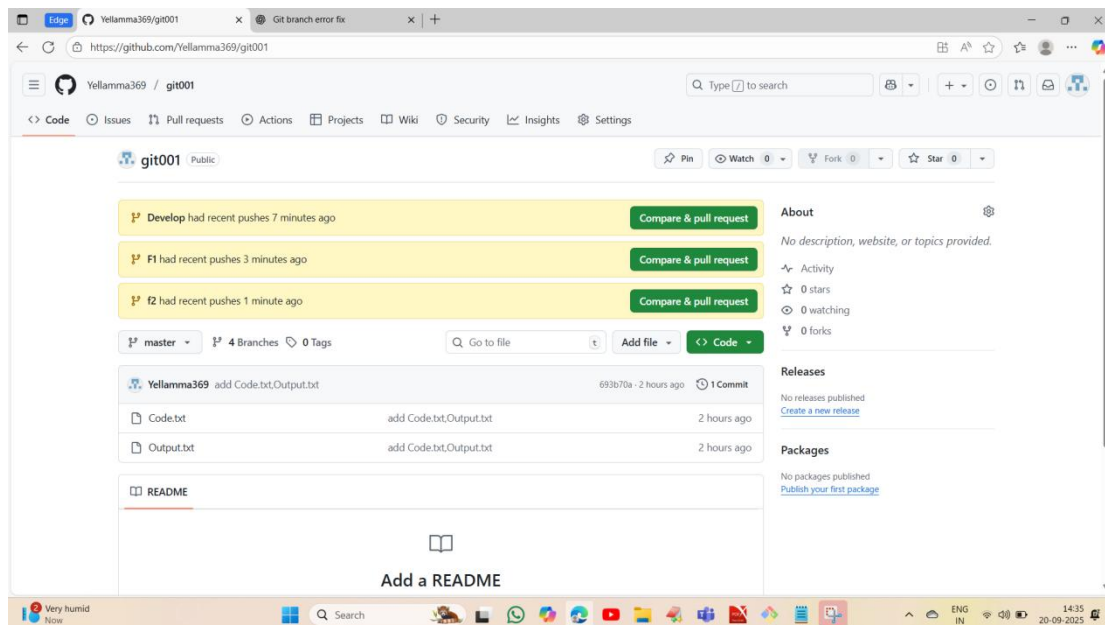 Edge Yellamma369/git001 Git branch error fix
https://github.com/Yellamma369/git001
Yellamma369 / git001 Type / to search
Code Issues Pull requests Actions Projects Wiki Security Insights Settings
git001 Public Pin Watch 0 Fork 0 Star 0
Develop had recent pushes 7 minutes ago Compare & pull request
F1 had recent pushes 3 minutes ago Compare & pull request
f2 had recent pushes 1 minute ago Compare & pull request
master 4 Branches 0 Tags Go to file t Add file Code
Yellamma369 add Code.txt,Output.txt 693b70a · 2 hours ago 1 Commit
Code.txt add Code.txt,Output.txt 2 hours ago
Output.txt add Code.txt,Output.txt 2 hours ago
README
Add a README
About
No description, website, or topics provided.
Activity
0 stars
0 watching
0 forks
Releases
No releases published
Create a new release
Packages
No packages published
Publish your first package
2 Very humid
Now
Search
ENG
IN
14:35
20-09-2025